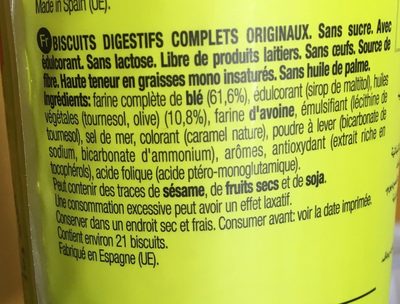 Made in Spain (UE).
Fr BISCUITS DIGESTIFS COMPLETS ORIGINAUX. Sans sucre. Avec
édulcorant. Sans lactose. Libre de produits laitiers. Sans œufs. Source de
fibre. Haute teneur en graisses mono insaturés. Sans huile de palme.
Ingrédients: farine complète de blé (61,6%), édulcorant (sirop de maltitol), huiles
végétales (tournesol, olive) (10,8%), farine d'avoine, émulsifiant (lécithine de
tournesol), sel de mer, colorant (caramel nature), poudre à lever (bicarbonate de
sodium, bicarbonate d'ammonium), arômes, antioxydant (extrait riche en
tocophérols), acide folique (acide ptéro-monoglutamique).
Peut contenir des traces de sésame, de fruits secs et de soja.
Une consommation excessive peut avoir un effet laxatif.
Conserver dans un endroit sec et frais. Consumer avant: voir la date imprimée.
Contient environ 21 biscuits.
Fabriqué en Espagne (UE).